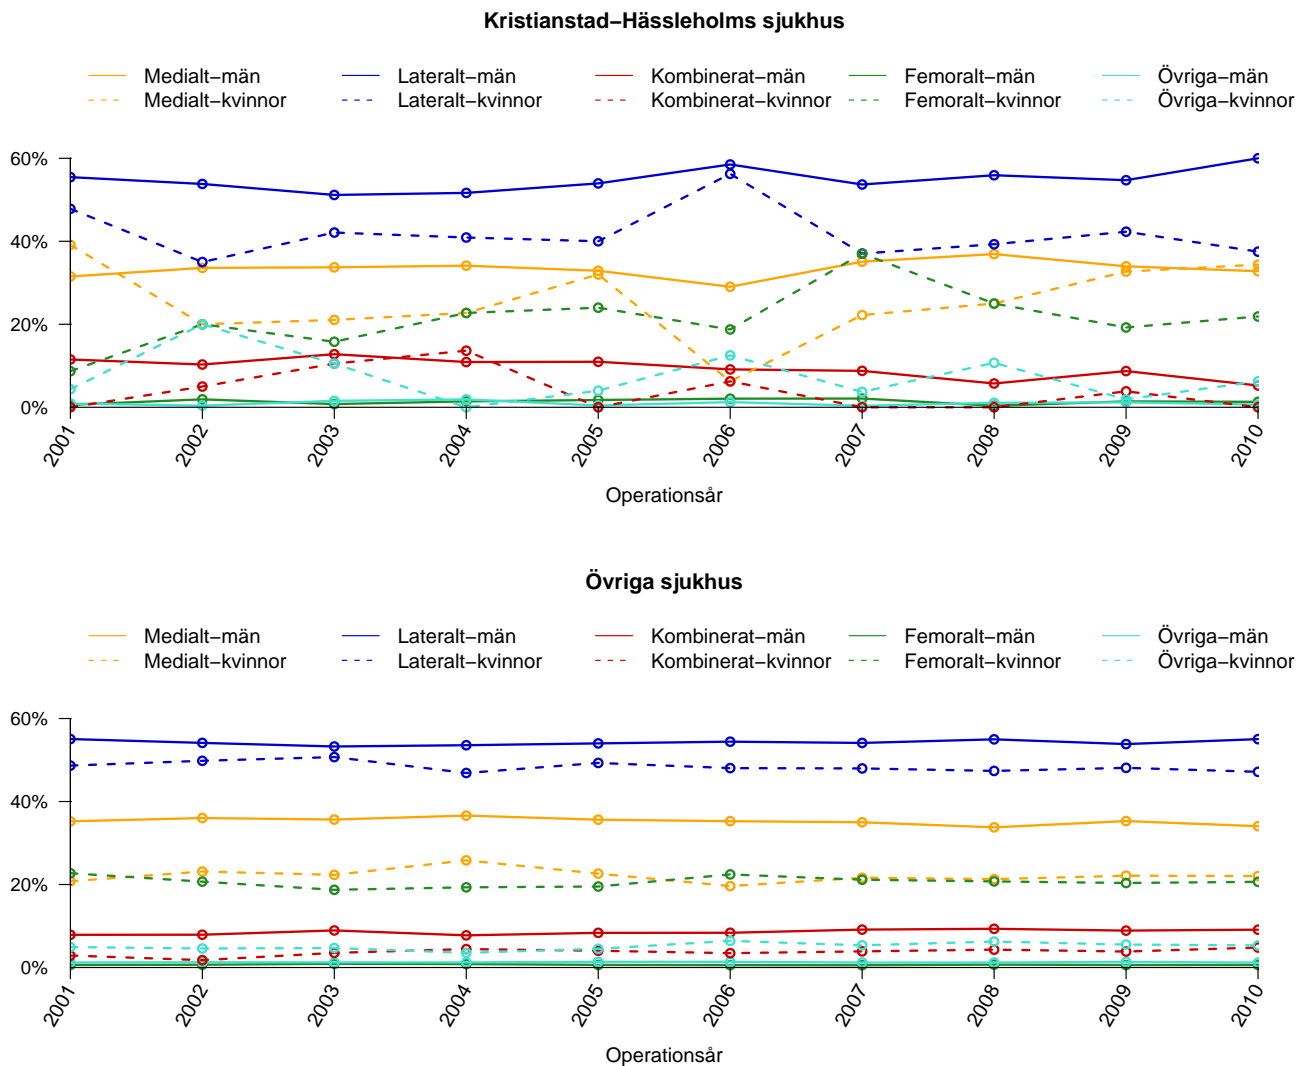 Kristianstad−Hässleholms sjukhus
Medialt−män Lateralt−män Kombinerat−män Femoralt−män Övriga−män
Medialt−kvinnor Lateralt−kvinnor Kombinerat−kvinnor Femoralt−kvinnor Övriga−kvinnor
60%
40%
20%
0%
2001 2002 2003 2004 2005 2006 2007 2008 2009 2010
Operationsår
Övriga sjukhus
Medialt−män Lateralt−män Kombinerat−män Femoralt−män Övriga−män
Medialt−kvinnor Lateralt−kvinnor Kombinerat−kvinnor Femoralt−kvinnor Övriga−kvinnor
60%
40%
20%
0%
2001 2002 2003 2004 2005 2006 2007 2008 2009 2010
Operationsår